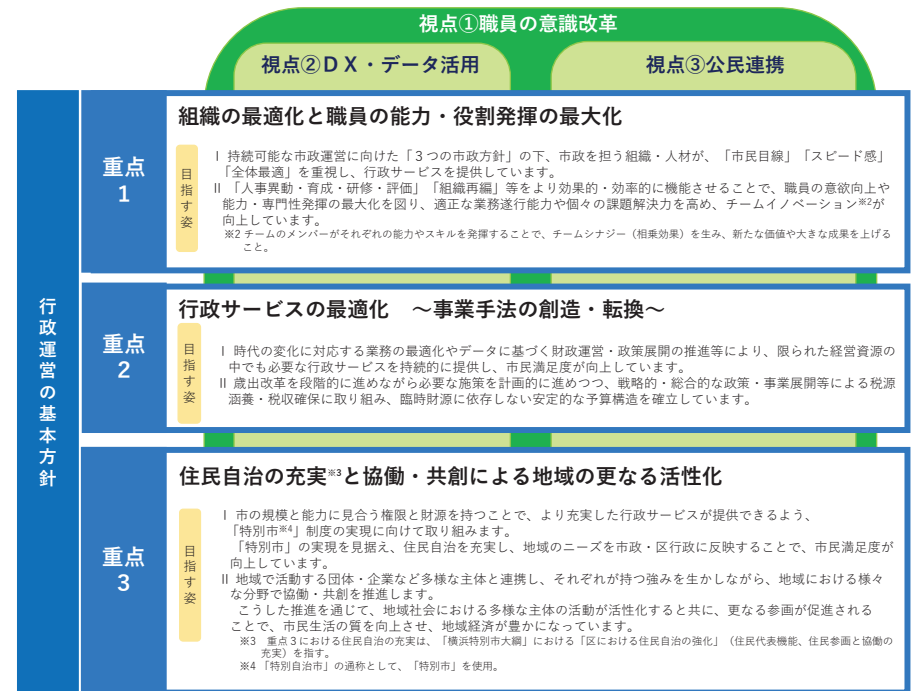 視点①職員の意識改革
視点②ＤＸ・データ活用
視点③公民連携
行政運営の基本方針
重点
1
組織の最適化と職員の能力・役割発揮の最大化
目指す姿
Ⅰ 持続可能な市政運営に向けた「３つの市政方針」の下、市政を担う組織・人材が、「市民目線」「スピード感」
「全体最適」を重視し、行政サービスを提供しています。
Ⅱ 「人事異動・育成・研修・評価」「組織再編」等をより効果的・効率的に機能させることで、職員の意欲向上や
能力・専門性発揮の最大化を図り、適正な業務遂行能力や個々の課題解決力を高め、チームイノベーション※2が
向上しています。
※2 チームのメンバーがそれぞれの能力やスキルを発揮することで、チームシナジー（相乗効果）を生み、新たな価値や大きな成果を上げる
こと。
重点
2
行政サービスの最適化　～事業手法の創造・転換～
目指す姿
Ⅰ 時代の変化に対応する業務の最適化やデータに基づく財政運営・政策展開の推進等により、限られた経営資源の
中でも必要な行政サービスを持続的に提供し、市民満足度が向上しています。
Ⅱ 歳出改革を段階的に進めながら必要な施策を計画的に進めつつ、戦略的・総合的な政策・事業展開等による税源
涵養・税収確保に取り組み、臨時財源に依存しない安定的な予算構造を確立しています。
重点
3
住民自治の充実※3と協働・共創による地域の更なる活性化
目指す姿
Ⅰ 市の規模と能力に見合う権限と財源を持つことで、より充実した行政サービスが提供できるよう、
「特別市※4」制度の実現に向けて取り組みます。
「特別市」の実現を見据え、住民自治を充実し、地域のニーズを市政・区行政に反映することで、市民満足度が
向上しています。
Ⅱ 地域で活動する団体・企業など多様な主体と連携し、それぞれが持つ強みを生かしながら、地域における様々
な分野で協働・共創を推進します。
こうした推進を通じて、地域社会における多様な主体の活動が活性化すると共に、更なる参画が促進される
ことで、市民生活の質を向上させ、地域経済が豊かになっています。
※3　重点３における住民自治の充実は、「横浜特別市大綱」における「区における住民自治の強化」（住民代表機能、住民参画と協働の
充実）を指す。
※4 「特別自治市」の通称として、「特別市」を使用。